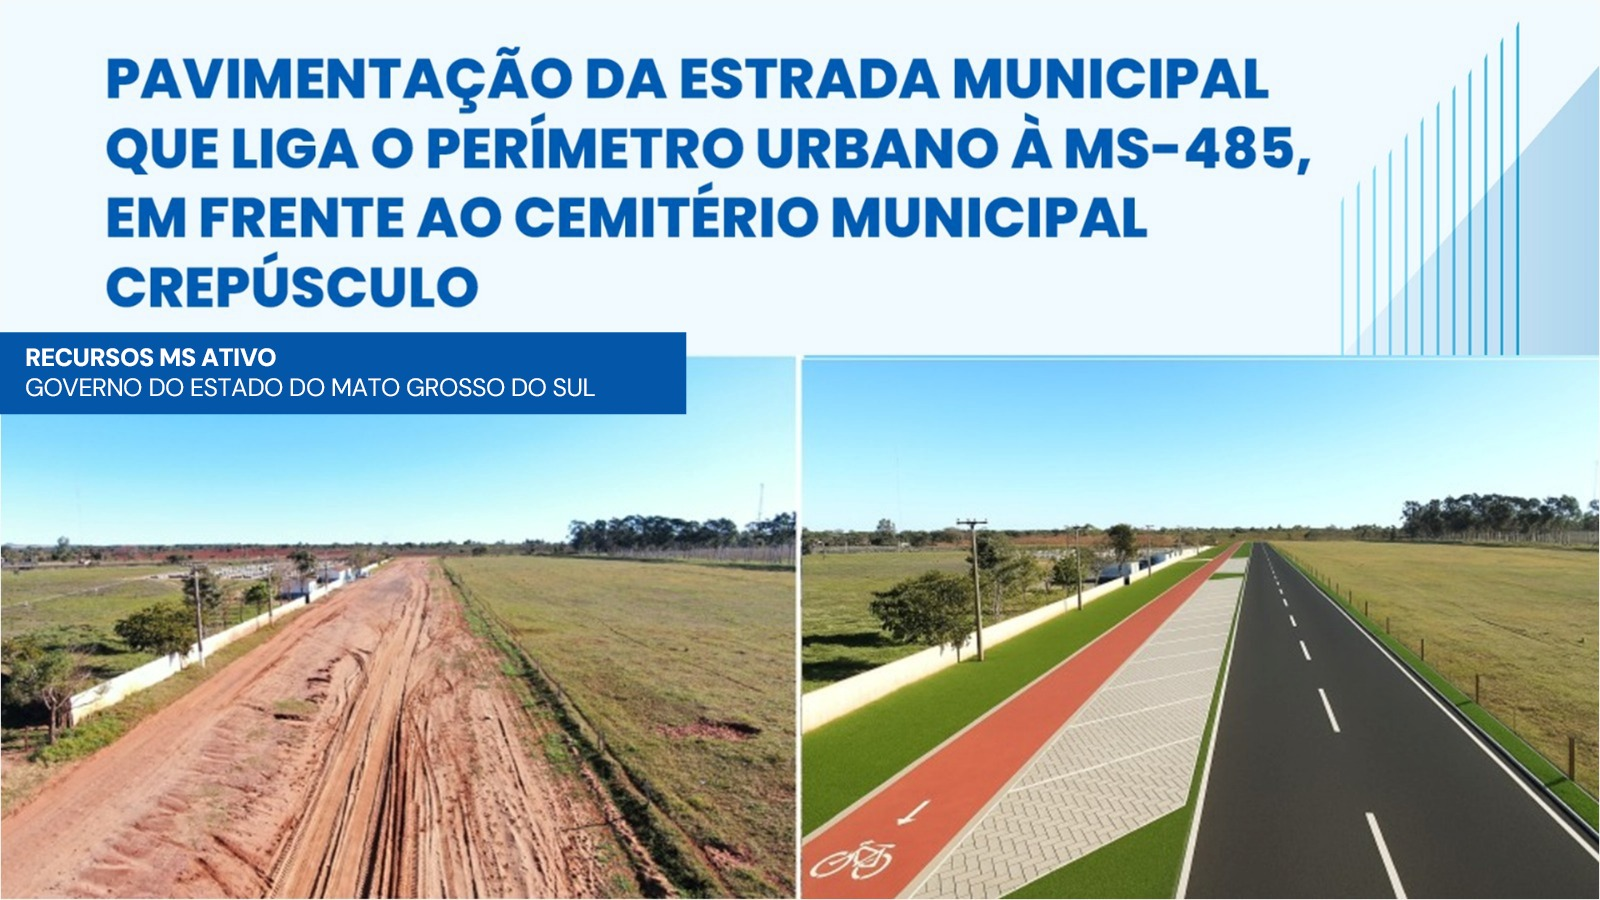 PAVIMENTAÇÃO DA ESTRADA MUNICIPAL
QUE LIGA O PERÍMETRO URBANO À MS-485,
EM FRENTE AO CEMITÉRIO MUNICIPAL
CREPÚSCULO
RECURSOS MS ATIVO
GOVERNO DO ESTADO DO MATO GROSSO DO SUL